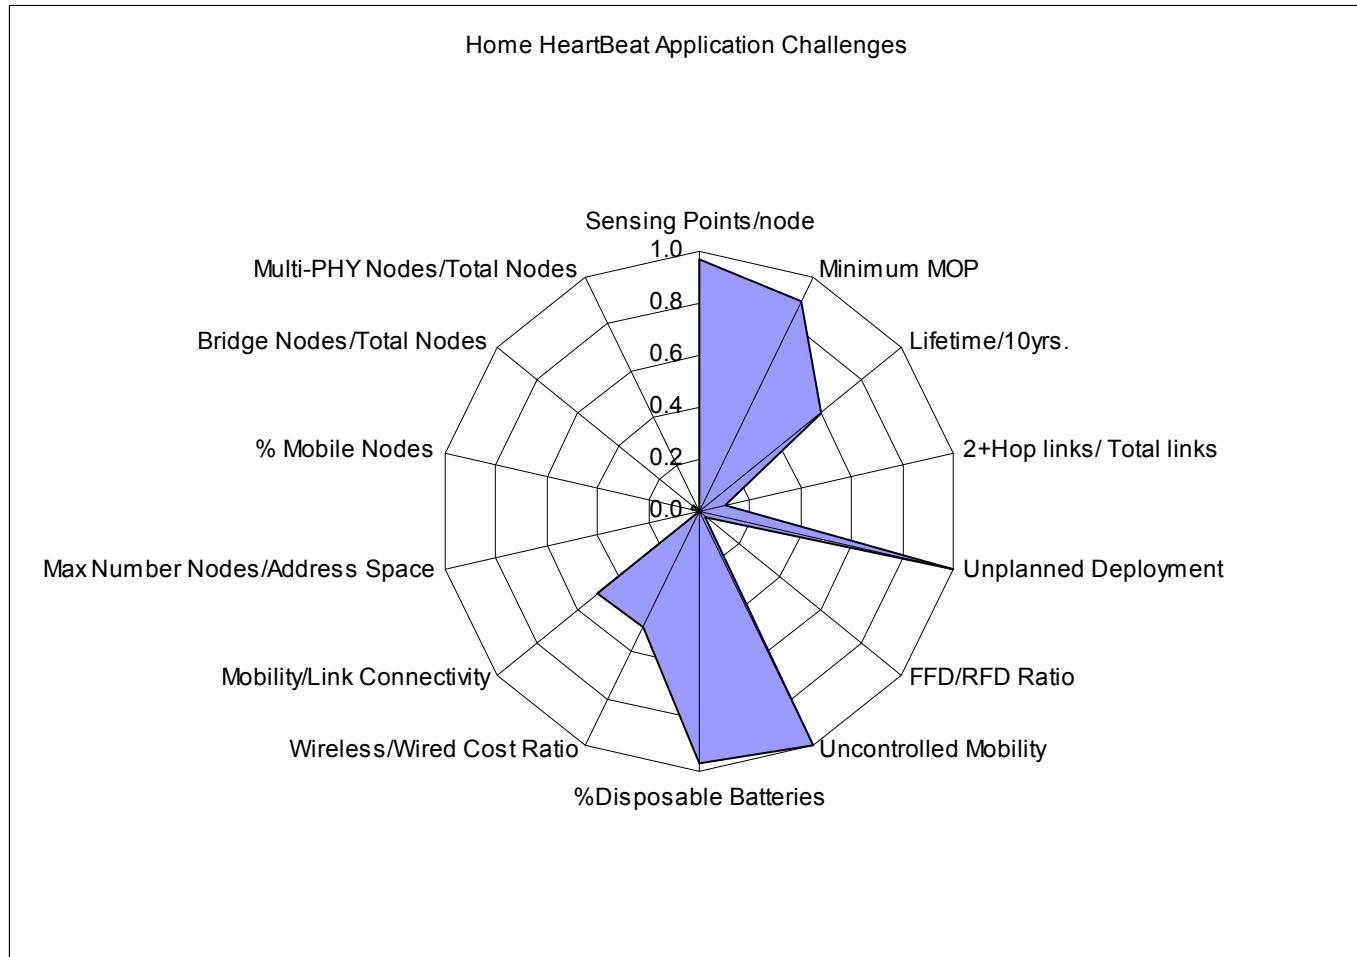 Home HeartBeat Application Challenges
Sensing Points/node
1.0
Multi-PHY Nodes/Total Nodes
Minimum MOP
0.8
Bridge Nodes/Total Nodes
Lifetime/10yrs.
0.6
0.4
% Mobile Nodes
2+Hop links/ Total links
0.2
0.0
Max Number Nodes/Address Space
Unplanned Deployment
Mobility/Link Connectivity
FFD/RFD Ratio
Wireless/Wired Cost Ratio
Uncontrolled Mobility
%Disposable Batteries